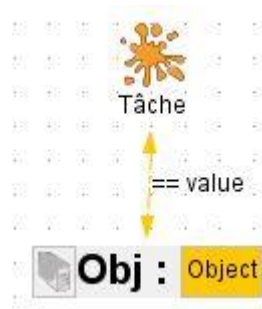 Tâche
== value
Obj : Object